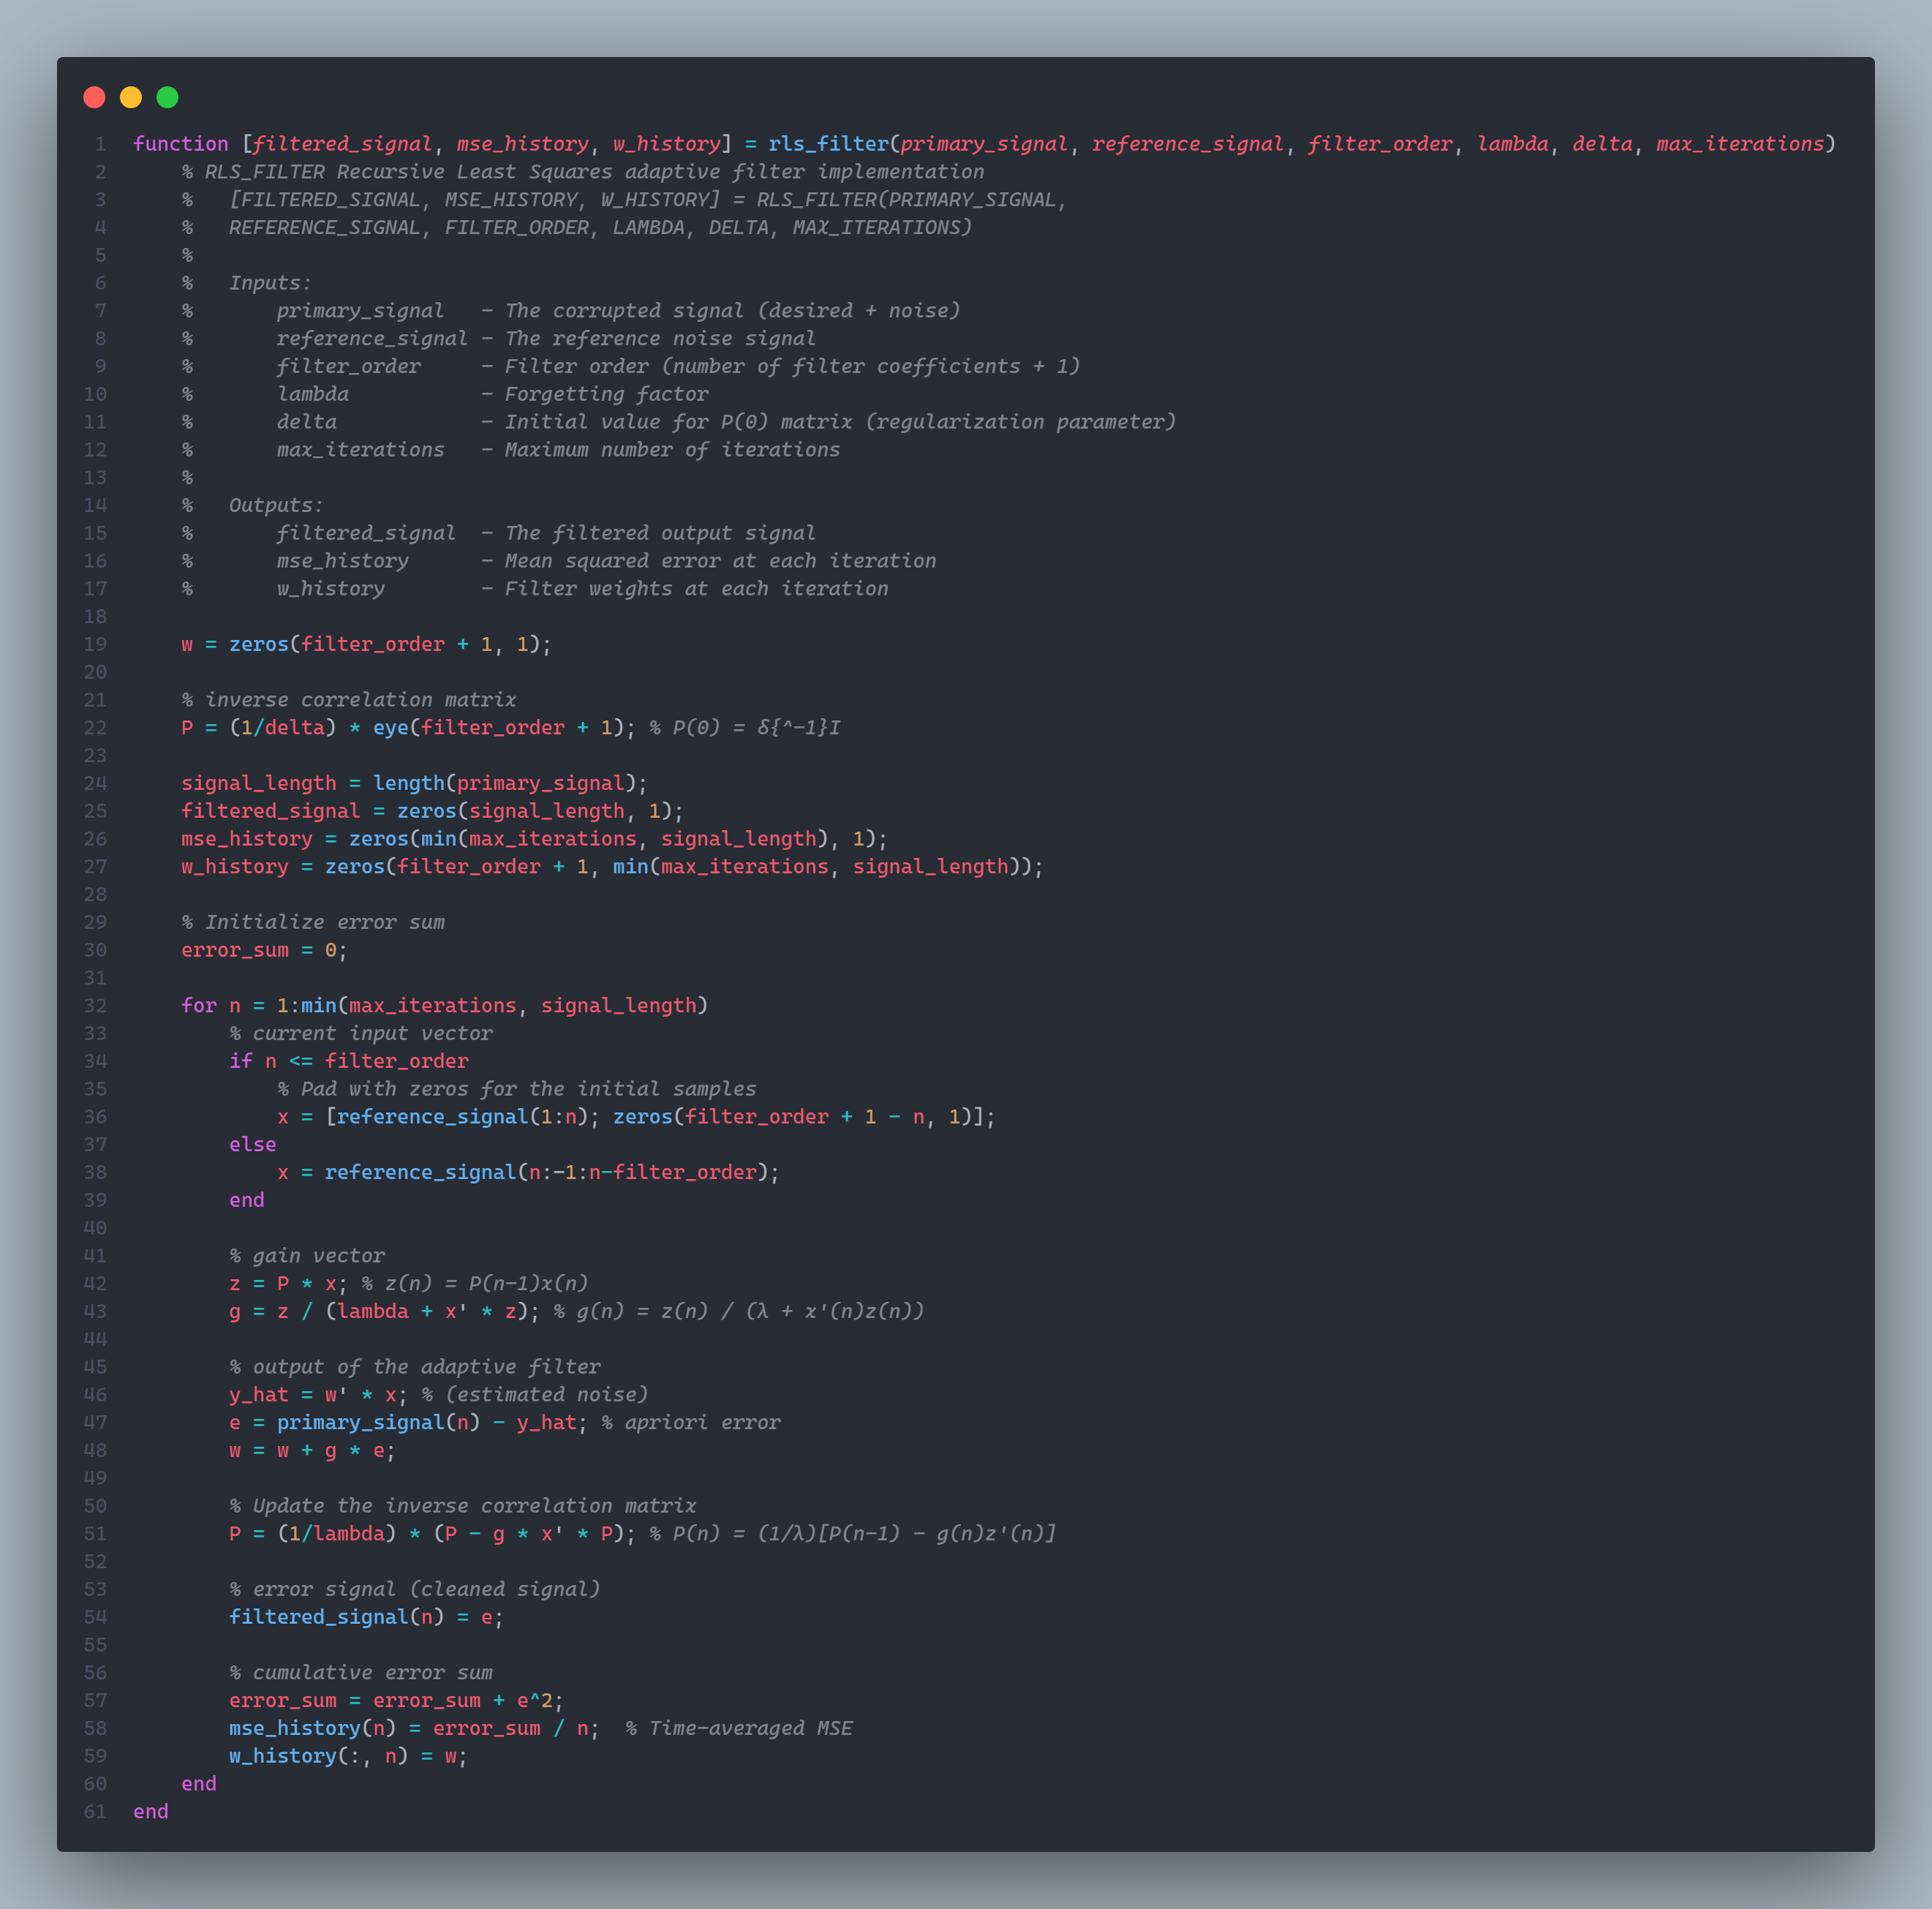 1 function [filtered_signal, mse_history, w_history] = rls_filter(primary_signal, reference_signal, filter_order, lambda, delta, max_iterations)
2     % RLS_FILTER Recursive Least Squares adaptive filter implementation
3     %   [FILTERED_SIGNAL, MSE_HISTORY, W_HISTORY] = RLS_FILTER(PRIMARY_SIGNAL,
4     %   REFERENCE_SIGNAL, FILTER_ORDER, LAMBDA, DELTA, MAX_ITERATIONS)
5     %
6     %   Inputs:
7     %       primary_signal   - The corrupted signal (desired + noise)
8     %       reference_signal - The reference noise signal
9     %       filter_order     - Filter order (number of filter coefficients + 1)
10     %       lambda           - Forgetting factor
11     %       delta            - Initial value for P(0) matrix (regularization parameter)
12     %       max_iterations   - Maximum number of iterations
13     %
14     %   Outputs:
15     %       filtered_signal  - The filtered output signal
16     %       mse_history      - Mean squared error at each iteration
17     %       w_history        - Filter weights at each iteration
18
19     w = zeros(filter_order + 1, 1);
20
21     % inverse correlation matrix
22     P = (1/delta) * eye(filter_order + 1); % P(0) = δ{^-1}I
23
24     signal_length = length(primary_signal);
25     filtered_signal = zeros(signal_length, 1);
26     mse_history = zeros(min(max_iterations, signal_length), 1);
27     w_history = zeros(filter_order + 1, min(max_iterations, signal_length));
28
29     % Initialize error sum
30     error_sum = 0;
31
32     for n = 1:min(max_iterations, signal_length)
33         % current input vector
34         if n <= filter_order
35             % Pad with zeros for the initial samples
36             x = [reference_signal(1:n); zeros(filter_order + 1 - n, 1)];
37         else
38             x = reference_signal(n:-1:n-filter_order);
39         end
40
41         % gain vector
42         z = P * x; % z(n) = P(n-1)x(n)
43         g = z / (lambda + x' * z); % g(n) = z(n) / (λ + x'(n)z(n))
44
45         % output of the adaptive filter
46         y_hat = w' * x; % (estimated noise)
47         e = primary_signal(n) - y_hat; % apriori error
48         w = w + g * e;
49
50         % Update the inverse correlation matrix
51         P = (1/lambda) * (P - g * x' * P); % P(n) = (1/λ)[P(n-1) - g(n)z'(n)]
52
53         % error signal (cleaned signal)
54         filtered_signal(n) = e;
55
56         % cumulative error sum
57         error_sum = error_sum + e^2;
58         mse_history(n) = error_sum / n;  % Time-averaged MSE
59         w_history(:, n) = w;
60     end
61 end